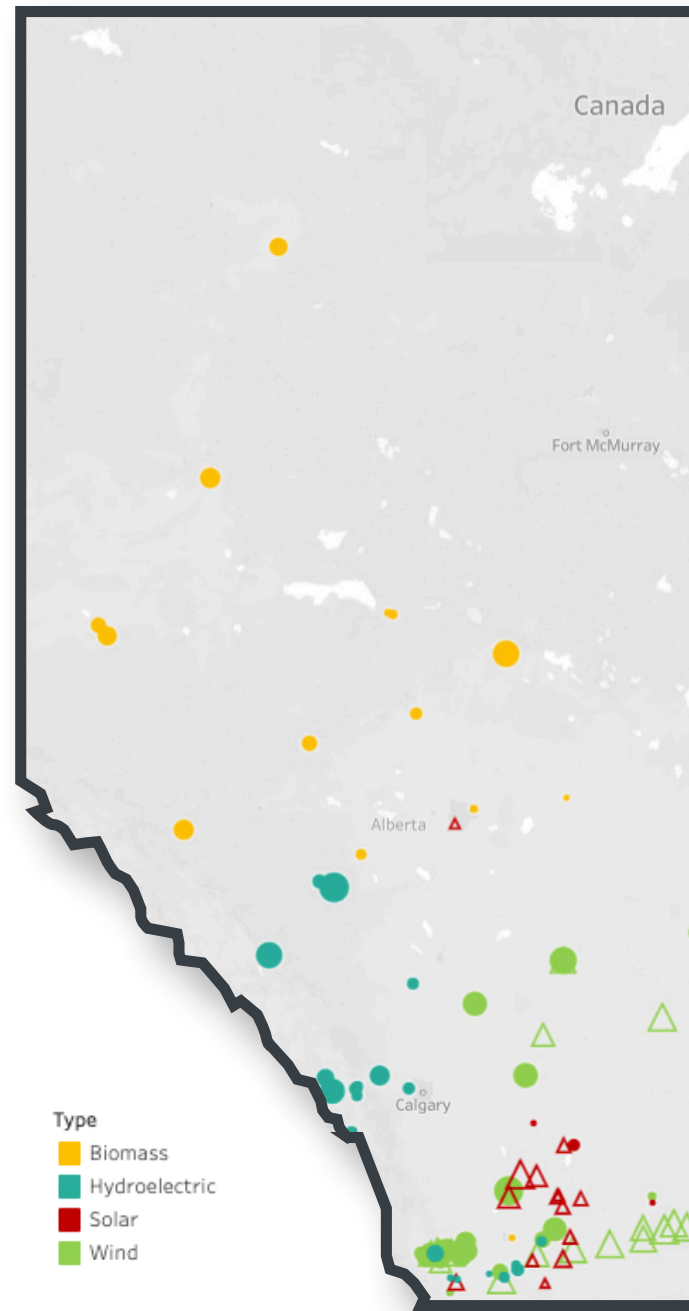 Canada
Fort McMurray
Alberta
Calgary
Type
Biomass
Hydroelectric
Solar
Wind